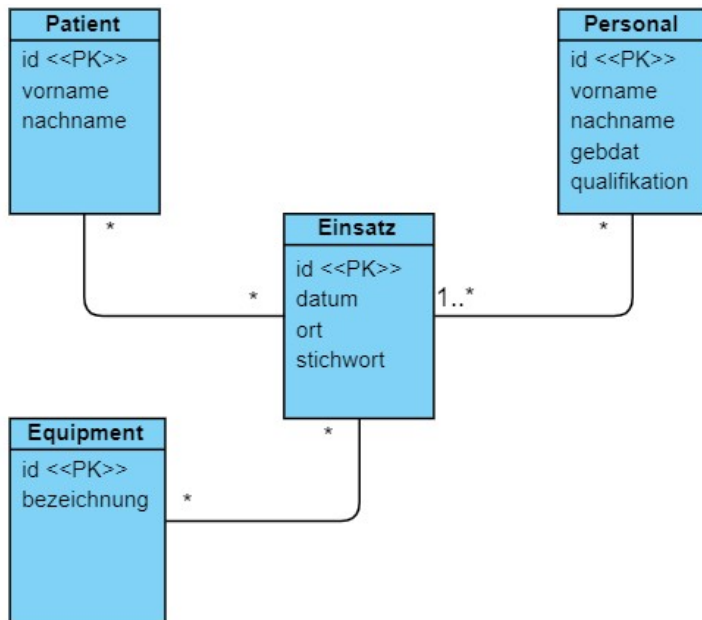 Patient
id <<PK>>
vorname
nachname
*
Personal
id <<PK>>
vorname
nachname
gebdat
qualifikation
*
Einsatz
id <<PK>>
datum
ort
stichwort
*
1..*
*
Equipment
id <<PK>>
bezeichnung
*